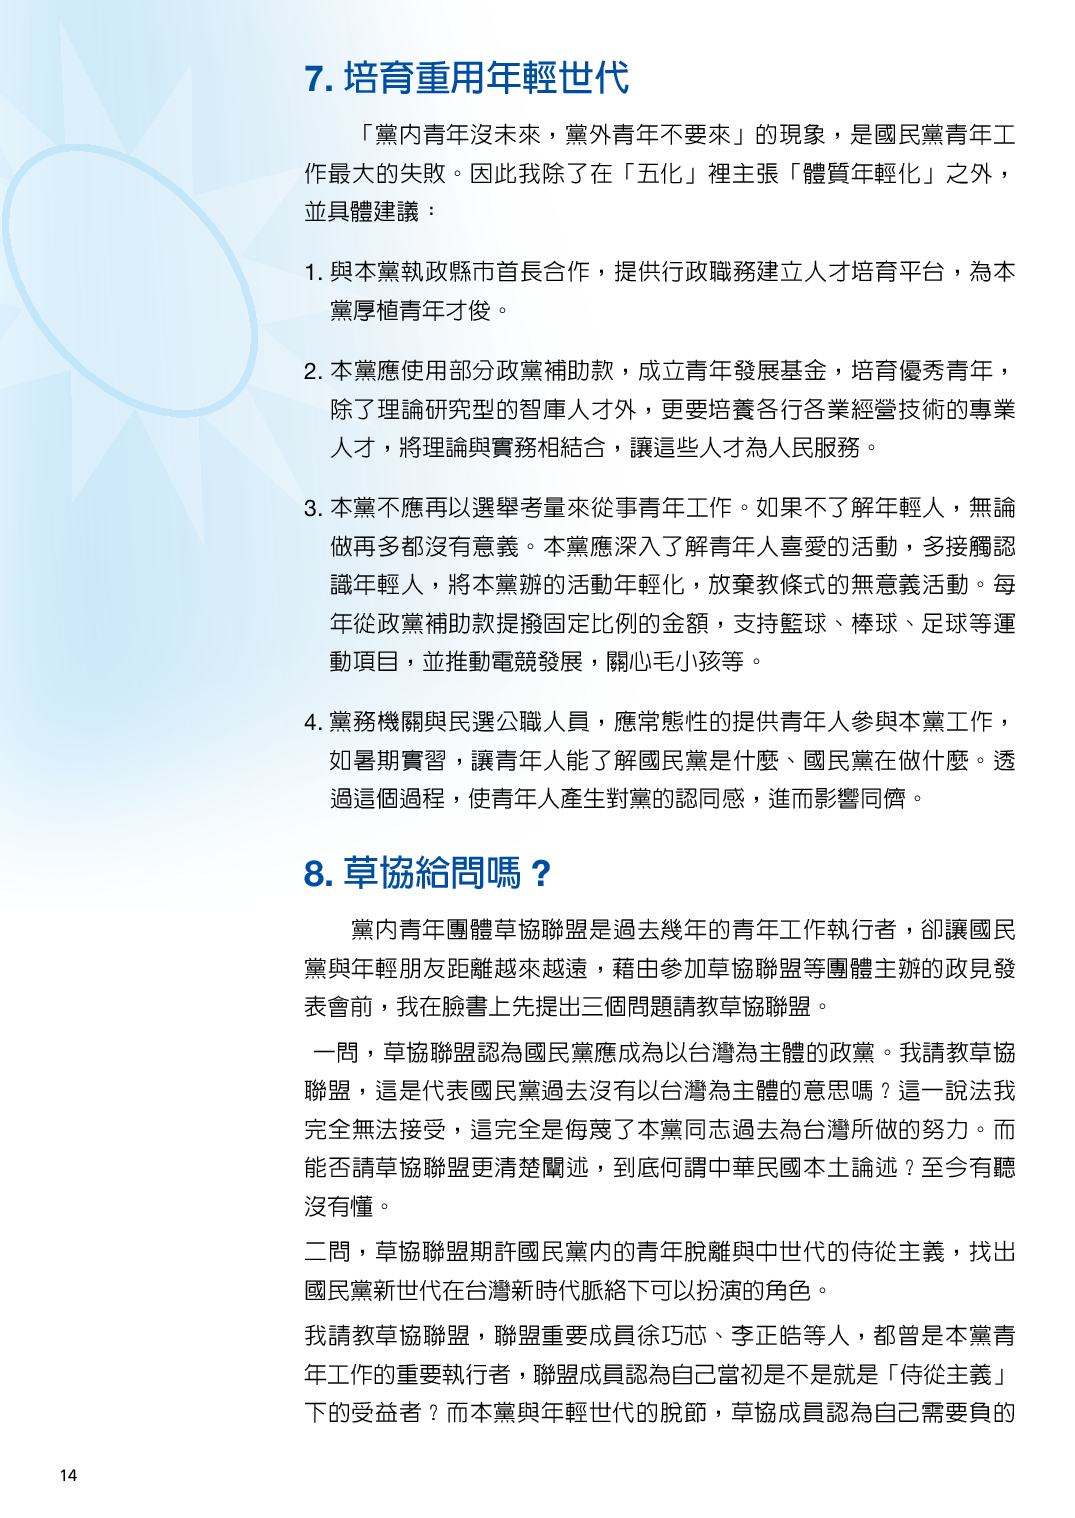 7. 培育重用年輕世代
「黨內青年沒未來，黨外青年不要來」的現象，是國民黨青年工
作最大的失敗。因此我除了在「五化」裡主張「體質年輕化」之外，
並具體建議：
1. 與本黨執政縣市首長合作，提供行政職務建立人才培育平台，為本
黨厚植青年才俊。
2. 本黨應使用部分政黨補助款，成立青年發展基金，培育優秀青年，
除了理論研究型的智庫人才外，更要培養各行各業經營技術的專業
人才，將理論與實務相結合，讓這些人才為人民服務。
3. 本黨不應再以選舉考量來從事青年工作。如果不了解年輕人，無論
做再多都沒有意義。本黨應深入了解青年人喜愛的活動，多接觸認
識年輕人，將本黨辦的活動年輕化，放棄教條式的無意義活動。每
年從政黨補助款提撥固定比例的金額，支持籃球、棒球、足球等運
動項目，並推動電競發展，關心毛小孩等。
4. 黨務機關與民選公職人員，應常態性的提供青年人參與本黨工作，
如暑期實習，讓青年人能了解國民黨是什麼、國民黨在做什麼。透
過這個過程，使青年人產生對黨的認同感，進而影響同儕。
8. 草協給問嗎？
黨內青年團體草協聯盟是過去幾年的青年工作執行者，卻讓國民
黨與年輕朋友距離越來越遠，藉由參加草協聯盟等團體主辦的政見發
表會前，我在臉書上先提出三個問題請教草協聯盟。
一問，草協聯盟認為國民黨應成為以台灣為主體的政黨。我請教草協
聯盟，這是代表國民黨過去沒有以台灣為主體的意思嗎？這一說法我
完全無法接受，這完全是侮蔑了本黨同志過去為台灣所做的努力。而
能否請草協聯盟更清楚闡述，到底何謂中華民國本土論述？至今有聽
沒有懂。
二問，草協聯盟期許國民黨內的青年脫離與中世代的侍從主義，找出
國民黨新世代在台灣新時代脈絡下可以扮演的角色。
我請教草協聯盟，聯盟重要成員徐巧芯、李正皓等人，都曾是本黨青
年工作的重要執行者，聯盟成員認為自己當初是不是就是「侍從主義」
下的受益者？而本黨與年輕世代的脫節，草協成員認為自己需要負的
14